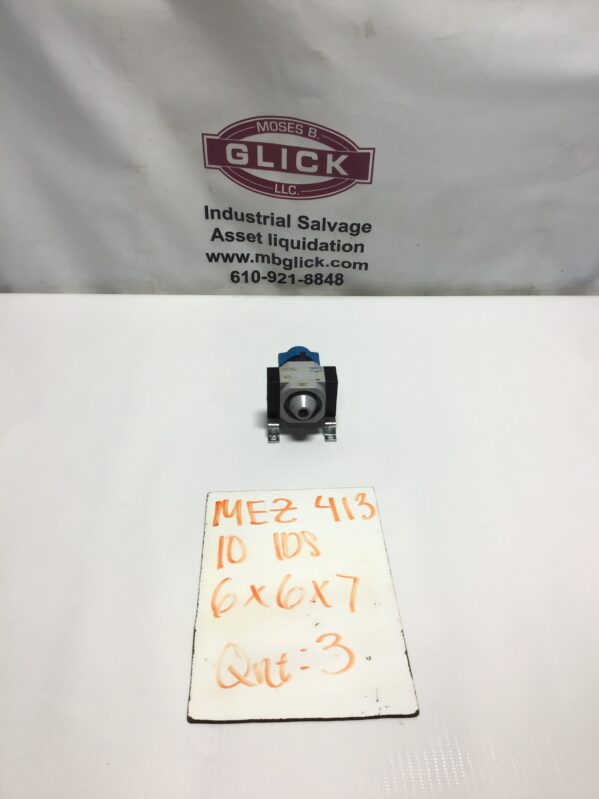 MOSES B.
GLICK
LLC.
Industrial Salvage
Asset liquidation
www.mbglick.com
610-921-8848
MEZ 413
10 lbs
6x6x7
Qnt: 3